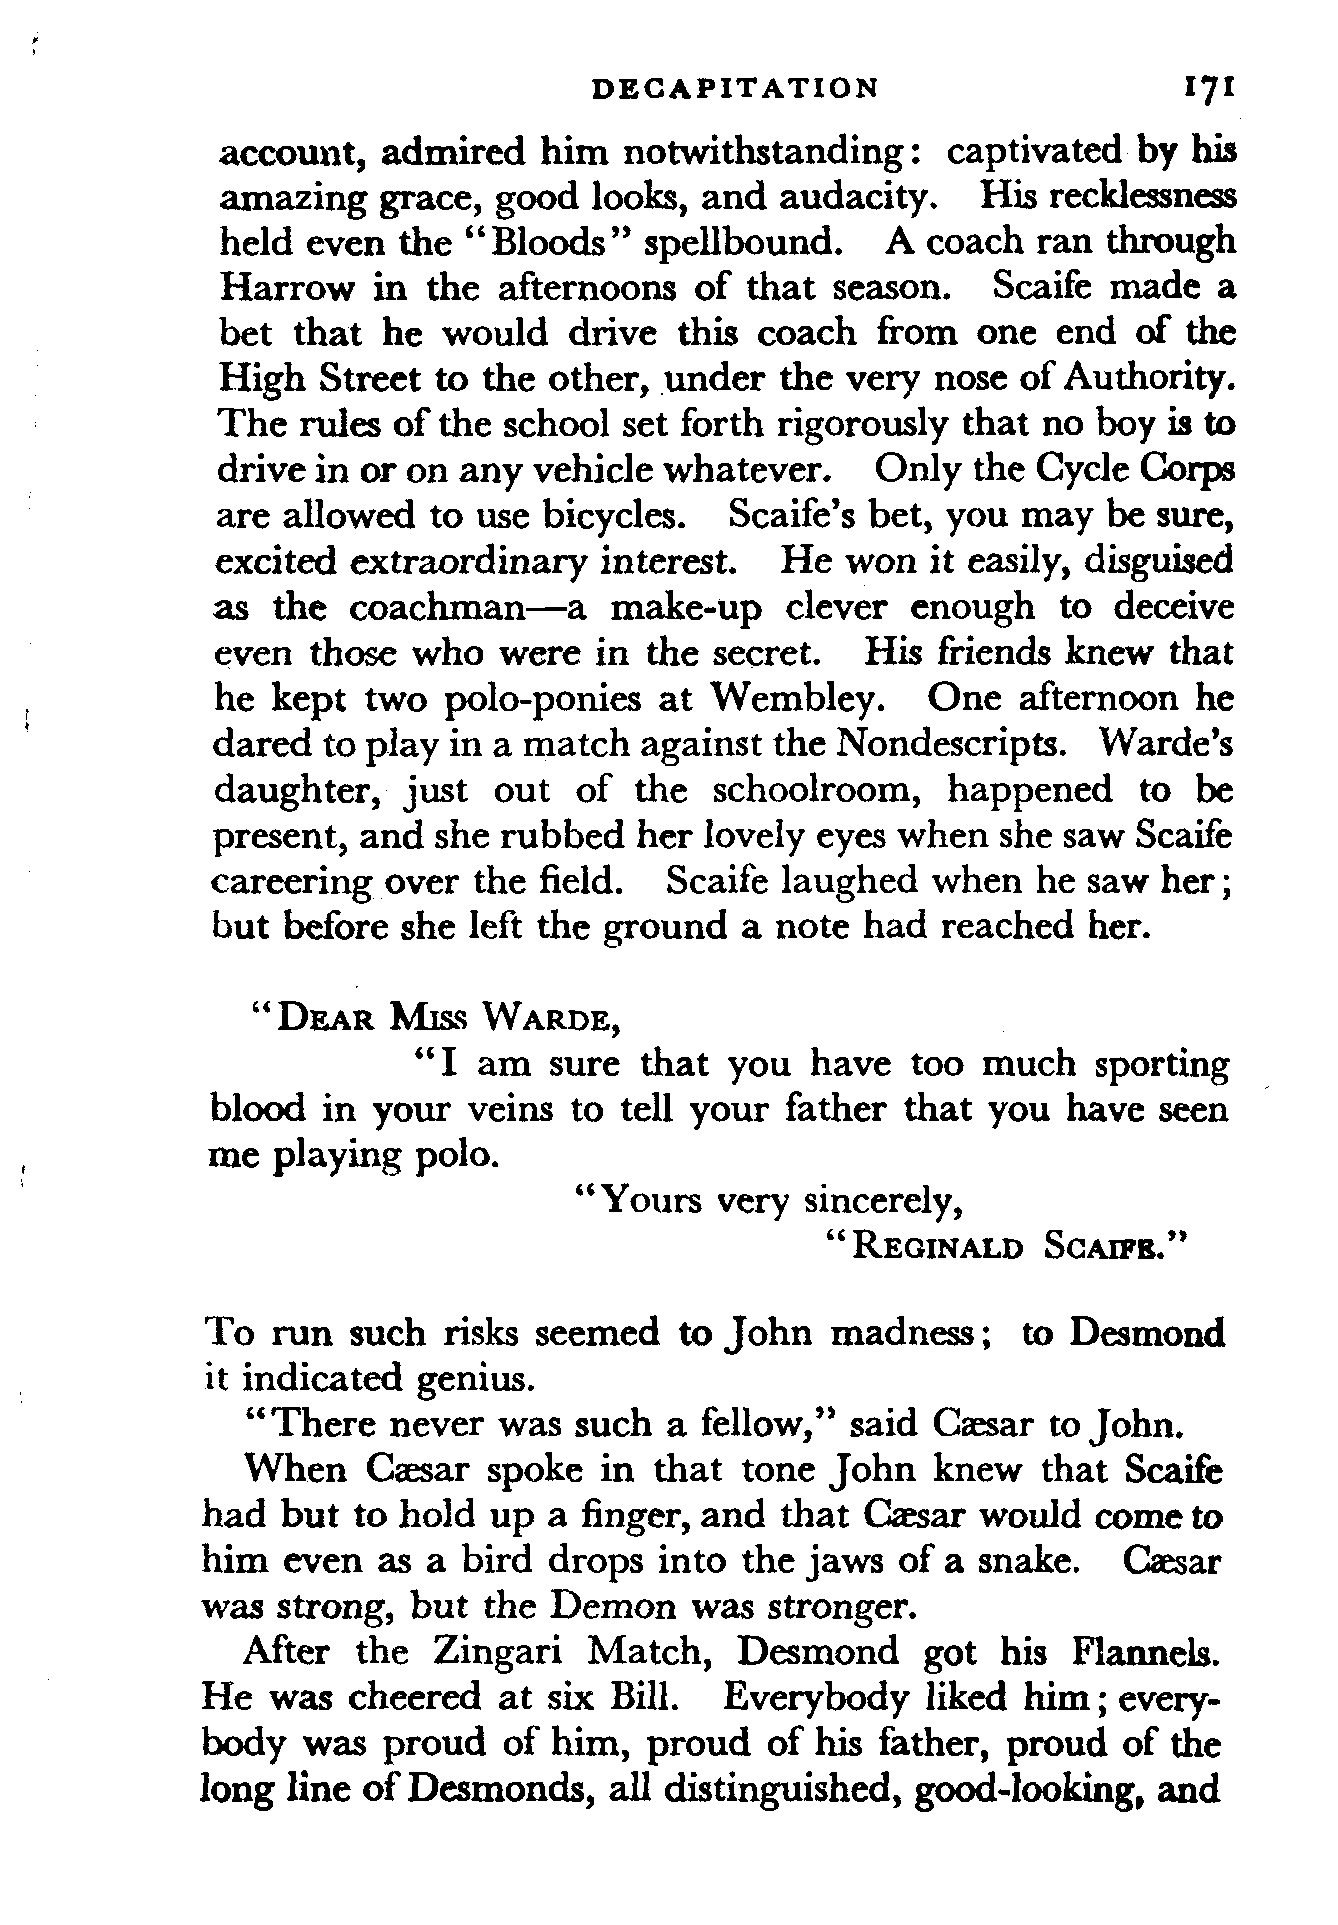 DECAPITATION 171
account, admired him notwithstanding: captivated by his
amazing grace, good looks, and audacity. His recklessness
held even the “Bloods” spellbound. A coach ran through
Harrow in the afternoons of that season. Scaife made a
bet that he would drive this coach from one end of the
High Street to the other, under the very nose of Authority.
The rules of the school set forth rigorously that no boy is to
drive in or on any vehicle whatever. Only the Cycle Corps
are allowed to use bicycles. Scaife’s bet, you may be sure,
excited extraordinary interest. He won it easily, disguised
as the coachman—a make-up clever enough to deceive
even those who were in the secret. His friends knew that
he kept two polo-ponies at Wembley. One afternoon he
dared to play in a match against the Nondescripts. Warde’s
daughter, just out of the schoolroom, happened to be
present, and she rubbed her lovely eyes when she saw Scaife
careering over the field. Scaife laughed when he saw her;
but before she left the ground a note had reached her.
“DEAR MISS WARDE,
“I am sure that you have too much sporting
blood in your veins to tell your father that you have seen
me playing polo.
“Yours very sincerely,
“REGINALD SCAIFE.”
To run such risks seemed to John madness; to Desmond
it indicated genius.
“There never was such a fellow,” said Cæsar to John.
When Cæsar spoke in that tone John knew that Scaife
had but to hold up a finger, and that Cæsar would come to
him even as a bird drops into the jaws of a snake. Cæsar
was strong, but the Demon was stronger.
After the Zingari Match, Desmond got his Flannels.
He was cheered at six Bill. Everybody liked him; every-
body was proud of him, proud of his father, proud of the
long line of Desmonds, all distinguished, good-looking, and